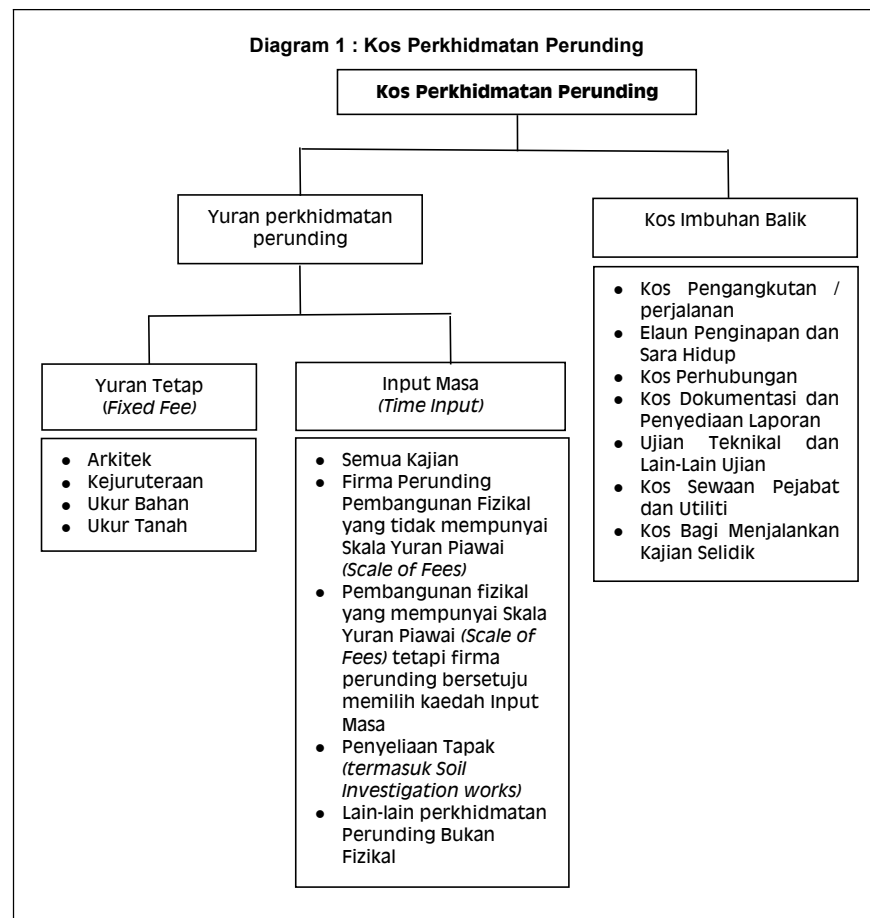 Diagram 1 : Kos Perkhidmatan Perunding
Kos Perkhidmatan Perunding
Yuran perkhidmatan
perunding
Yuran Tetap
(Fixed Fee)
● Arkitek
● Kejuruteraan
● Ukur Bahan
● Ukur Tanah
Input Masa
(Time Input)
● Semua Kajian
● Firma Perunding
Pembangunan Fizikal
yang tidak mempunyai
Skala Yuran Piawai
(Scale of Fees)
● Pembangunan fizikal
yang mempunyai Skala
Yuran Piawai (Scale of
Fees) tetapi firma
perunding bersetuju
memilih kaedah Input
Masa
● Penyeliaan Tapak
(termasuk Soil
Investigation works)
● Lain-lain perkhidmatan
Perunding Bukan
Fizikal
Kos Imbuhan Balik
● Kos Pengangkutan /
perjalanan
● Elaun Penginapan dan
Sara Hidup
● Kos Perhubungan
● Kos Dokumentasi dan
Penyediaan Laporan
● Ujian Teknikal dan
Lain-Lain Ujian
● Kos Sewaan Pejabat
dan Utiliti
● Kos Bagi Menjalankan
Kajian Selidik